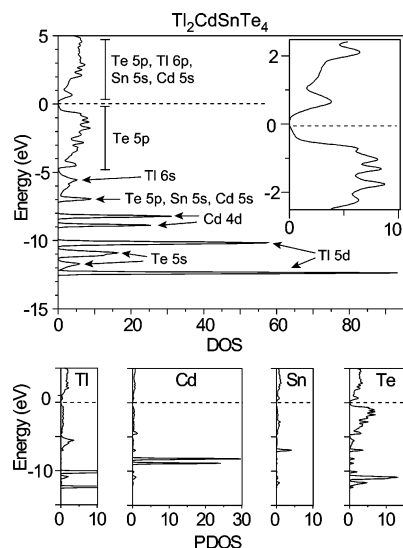 Tl2CdSnTe4
5
0
-5
-10
-15
Energy (eV)
Te 5p, Tl 6p,
Sn 5s, Cd 5s
Te 5p
Tl 6s
Te 5p, Sn 5s, Cd 5s
Cd 4d
Tl 5d
Te 5s
2
0
-2
0 5 10
0 20 40 60 80
DOS
Energy (eV)
0
-10
Tl
Cd
Sn
Te
0 10
0 10 20 30
0 10
0 10
PDOS